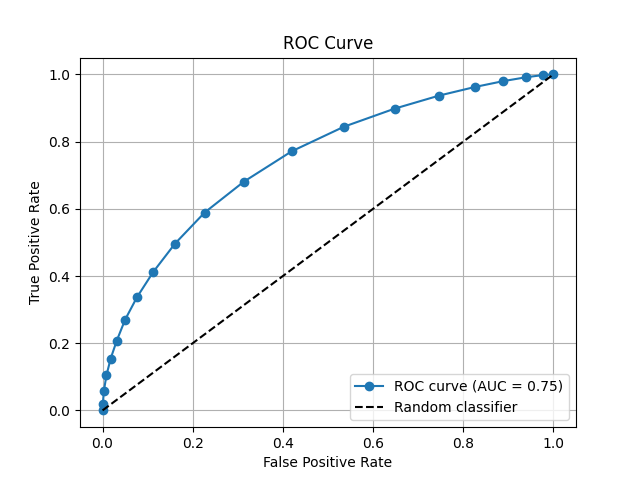 ROC Curve
True Positive Rate
1.0
0.8
0.6
0.4
0.2
0.0
ROC curve (AUC = 0.75)
Random classifier
0.0 0.2 0.4 0.6 0.8 1.0
False Positive Rate